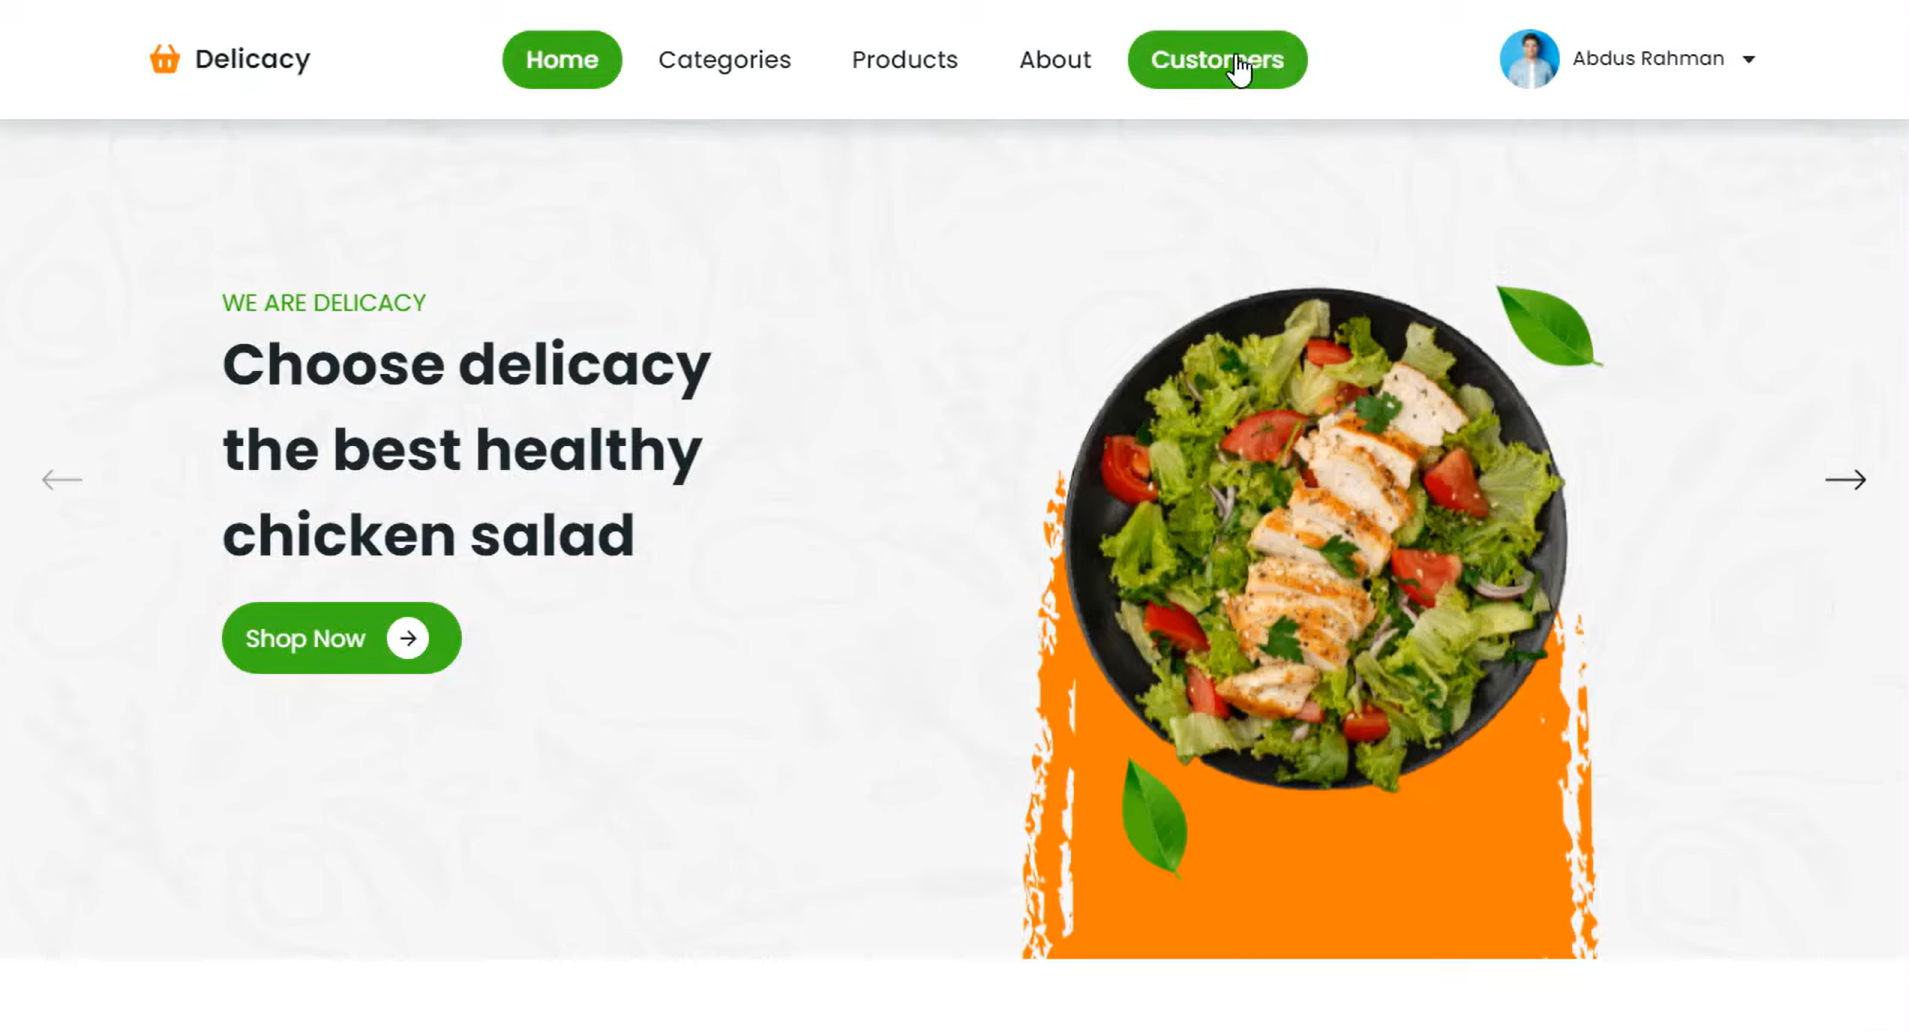 Delicacy
Home
Categories
Products
About
Customers
Abdus Rahman
WE ARE DELICACY
Choose delicacy
the best healthy
chicken salad
Shop Now